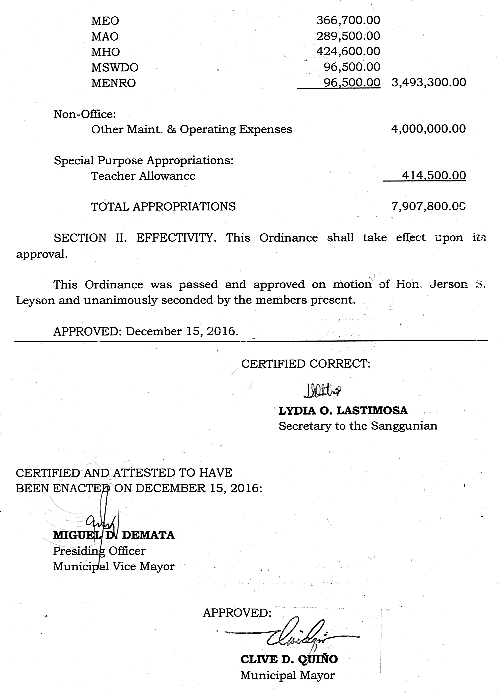 MEO 366,700.00
MAO 289,500.00
MHO 424,600.00
MSWDO 96,500.00
MENRO 96,500.00 3,493,300.00
Non-Office:
Other Maint. & Operating Expenses 4,000,000.00
Special Purpose Appropriations:
Teacher Allowance 414,500.00
TOTAL APPROPRIATIONS 7,907,800.00
SECTION II. EFFECTIVITY. This Ordinance shall take effect upon its
approval.
This Ordinance was passed and approved on motion of Hon. Jerson S.
Leyson and unanimously seconded by the members present.
APPROVED: December 15, 2016.
CERTIFIED CORRECT:
LYDIA O. LASTIMOSA
Secretary to the Sanggunian
CERTIFIED AND ATTESTED TO HAVE
BEEN ENACTED ON DECEMBER 15, 2016:
MIGUEL D. DEMATA
Presiding Officer
Municipal Vice Mayor
APPROVED:
CLIVE D. QUIÑO
Municipal Mayor